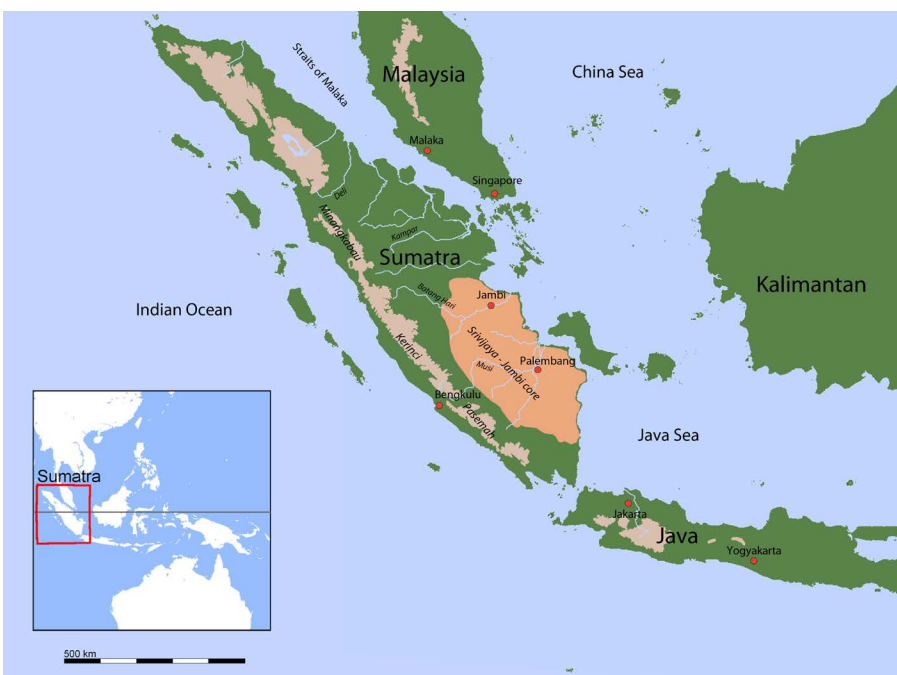 Straits of Malaka
Malaysia
China Sea
Malaka
Singapore
Deli
Minangkabau
Kampar
Sumatra
Kalimantan
Batang Hari
Jambi
Indian Ocean
Kerinci
Srivijaya - Jambi core
Palembang
Musi
Bengkulu
Pasemah
Java Sea
Sumatra
Jakarta
Java
Yogyakarta
500 km